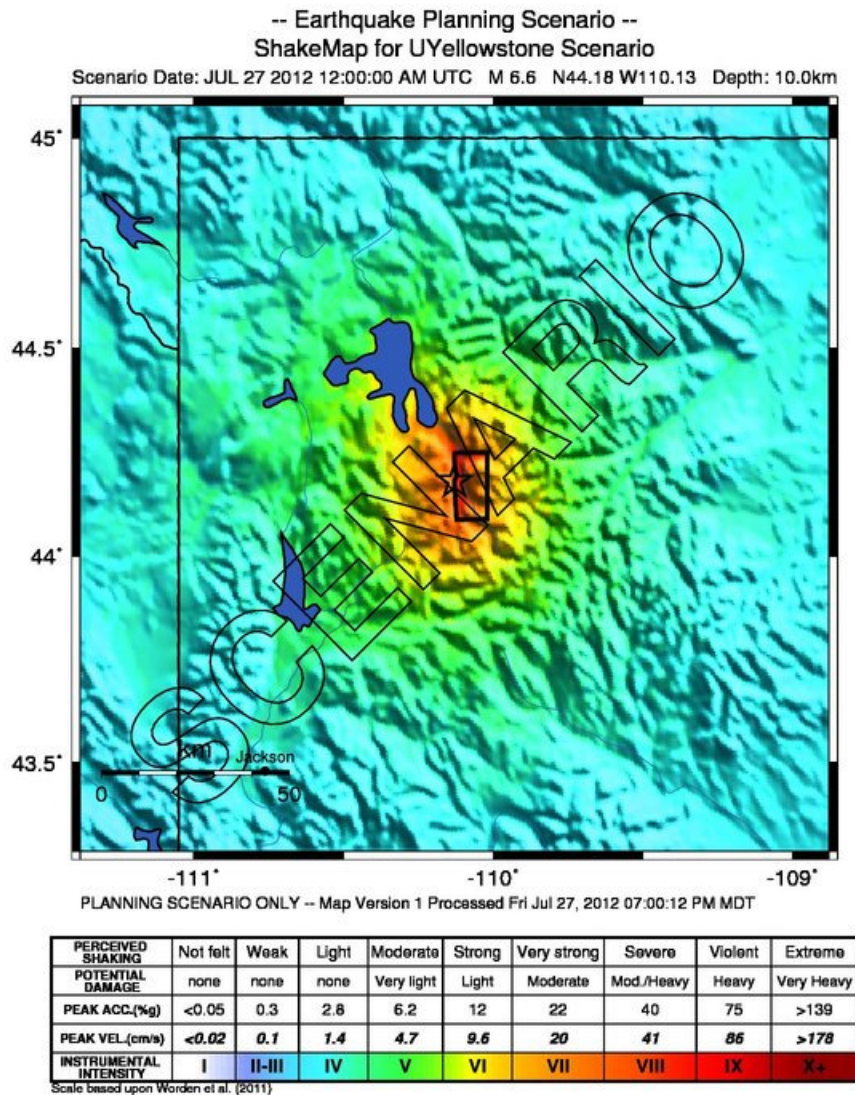 -- Earthquake Planning Scenario --
ShakeMap for UYellowstone Scenario
Scenario Date: JUL 27 2012 12:00:00 AM UTC M 6.6 N44.18 W110.13 Depth: 10.0km
45°
44.5°
44°
43.5°
SCENARIO
km
Jackson
0 50
-111° -110° -109°
PLANNING SCENARIO ONLY -- Map Version 1 Processed Fri Jul 27, 2012 07:00:12 PM MDT
PERCEIVED SHAKING Not felt Weak Light Moderate Strong Very strong Severe Violent Extreme
POTENTIAL DAMAGE none none none Very light Light Moderate Mod./Heavy Heavy Very Heavy
PEAK ACC.(%g) <0.05 0.3 2.8 6.2 12 22 40 75 >139
PEAK VEL.(cm/s) <0.02 0.1 1.4 4.7 9.6 20 41 86 >178
INSTRUMENTAL INTENSITY I II-III IV V VI VII VIII IX X+
Scale based upon Worden et al. (2011)